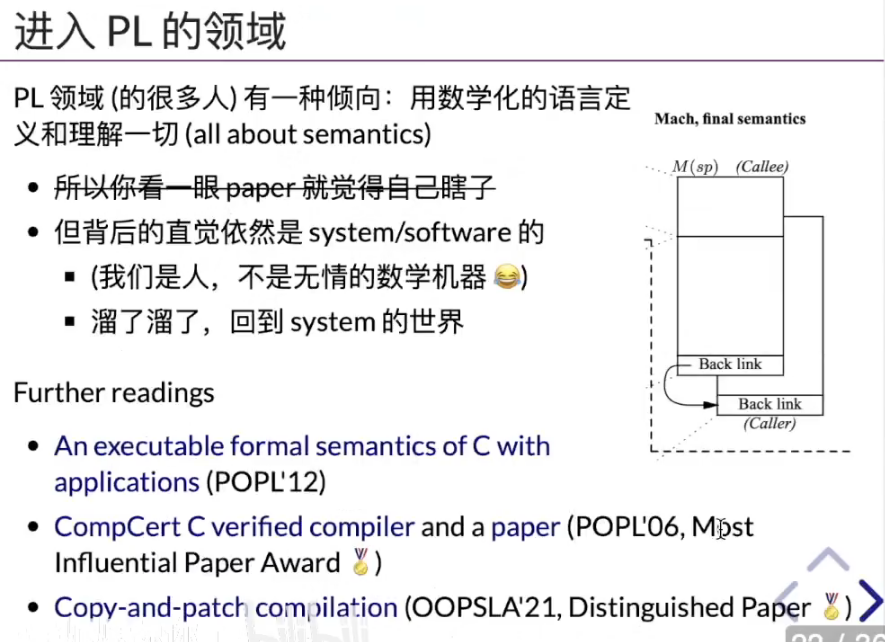 进入 PL 的领域
PL 领域 (的很多人) 有一种倾向：用数学化的语言定
义和理解一切 (all about semantics)
所以你看一眼 paper 就觉得自己瞎了
但背后的直觉依然是 system/software 的
(我们是人，不是无情的数学机器 😂)
溜了溜了，回到 system 的世界
Mach, final semantics
M(sp) (Callee)
Back link
Back link
(Caller)
Further readings
An executable formal semantics of C with
applications (POPL'12)
CompCert C verified compiler and a paper (POPL'06, Most
Influential Paper Award 🏅)
Copy-and-patch compilation (OOPSLA'21, Distinguished Paper 🏅)